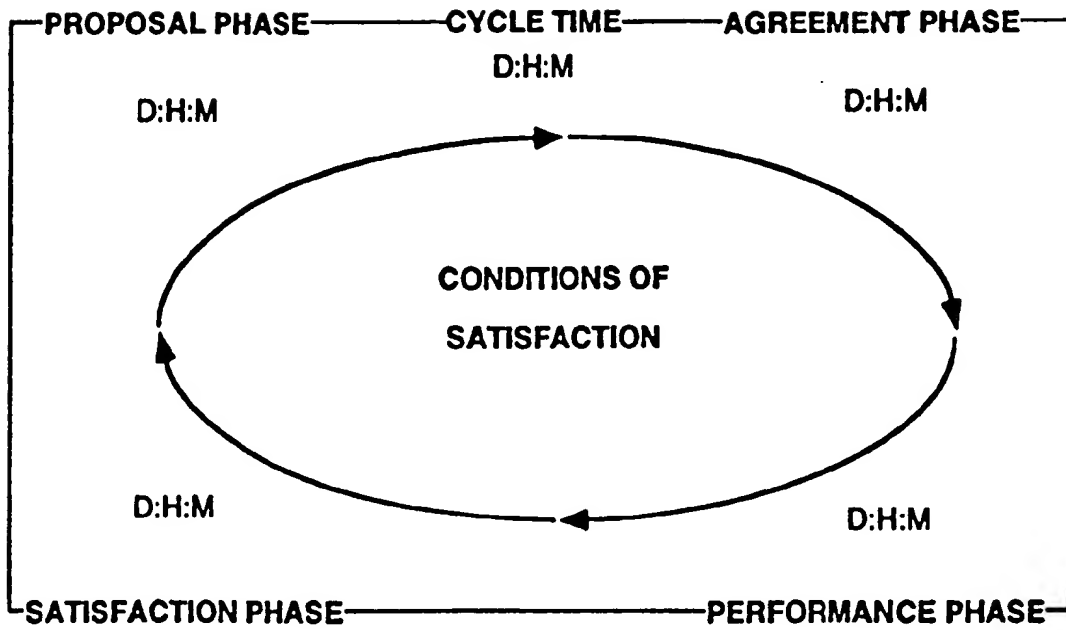 PROPOSAL PHASE CYCLE TIME AGREEMENT PHASE
D:H:M
D:H:M D:H:M
CONDITIONS OF
SATISFACTION
D:H:M D:H:M
SATISFACTION PHASE PERFORMANCE PHASE